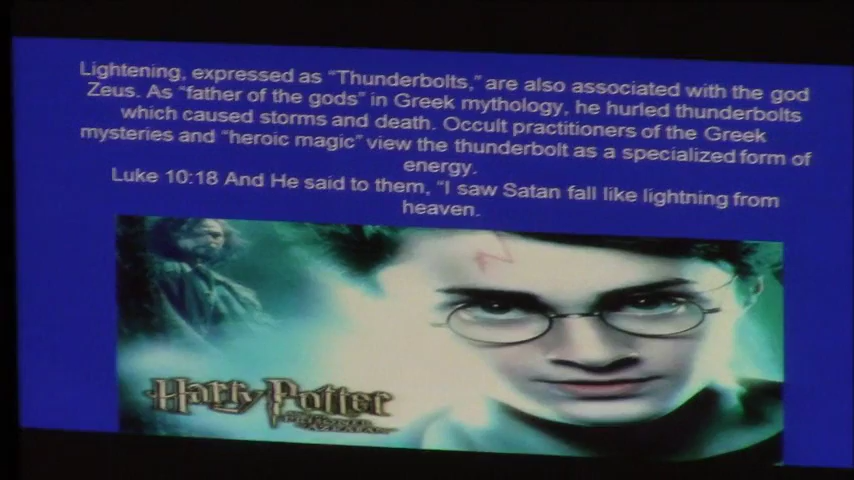 Lightening, expressed as "Thunderbolts," are also associated with the god
Zeus. As "father of the gods" in Greek mythology, he hurled thunderbolts
which caused storms and death. Occult practitioners of the Greek
mysteries and "heroic magic" view the thunderbolt as a specialized form of
energy.
Luke 10:18 And He said to them, "I saw Satan fall like lightning from
heaven.
Harry Potter